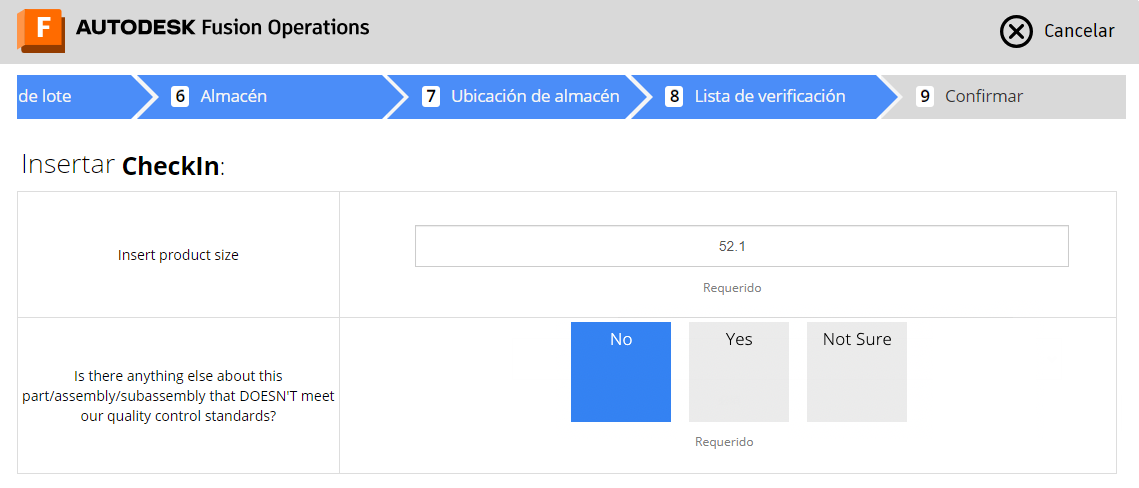 F AUTODESK Fusion Operations
Cancelar
de lote
6 Almacén
7 Ubicación de almacén
8 Lista de verificación
9 Confirmar
Insertar CheckIn:
Insert product size
52.1
Requerido
Is there anything else about this
part/assembly/subassembly that DOESN'T meet
our quality control standards?
No
Yes
Not Sure
Requerido